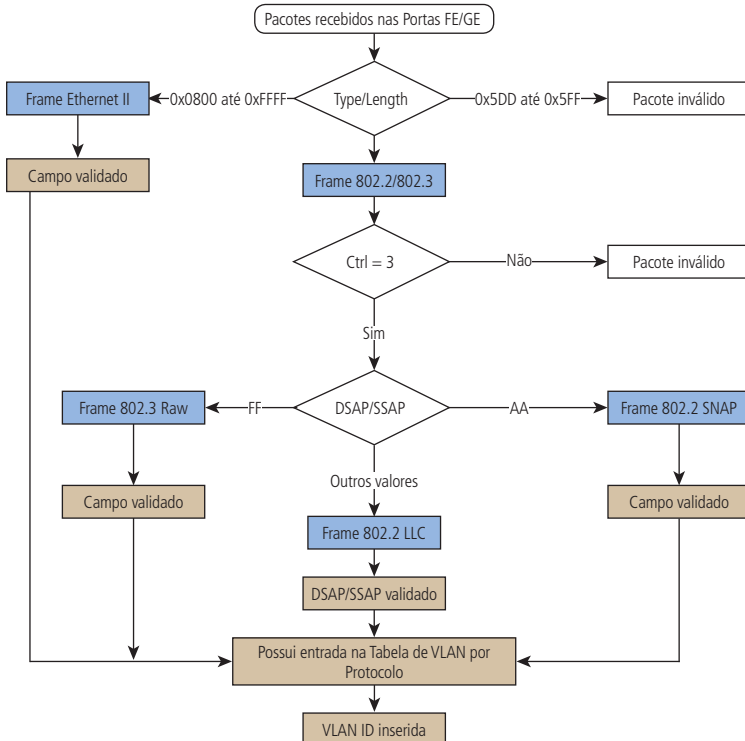 Pacotes recebidos nas Portas FE/GE
Frame Ethernet II
0x0800 até 0xFFFF
Type/Length
0x5DD até 0x5FF
Pacote inválido
Campo validado
Frame 802.2/802.3
Ctrl = 3
Não
Pacote inválido
Sim
Frame 802.3 Raw
FF
DSAP/SSAP
AA
Frame 802.2 SNAP
Campo validado
Outros valores
Campo validado
Frame 802.2 LLC
DSAP/SSAP validado
Possui entrada na Tabela de VLAN por
Protocolo
VLAN ID inserida